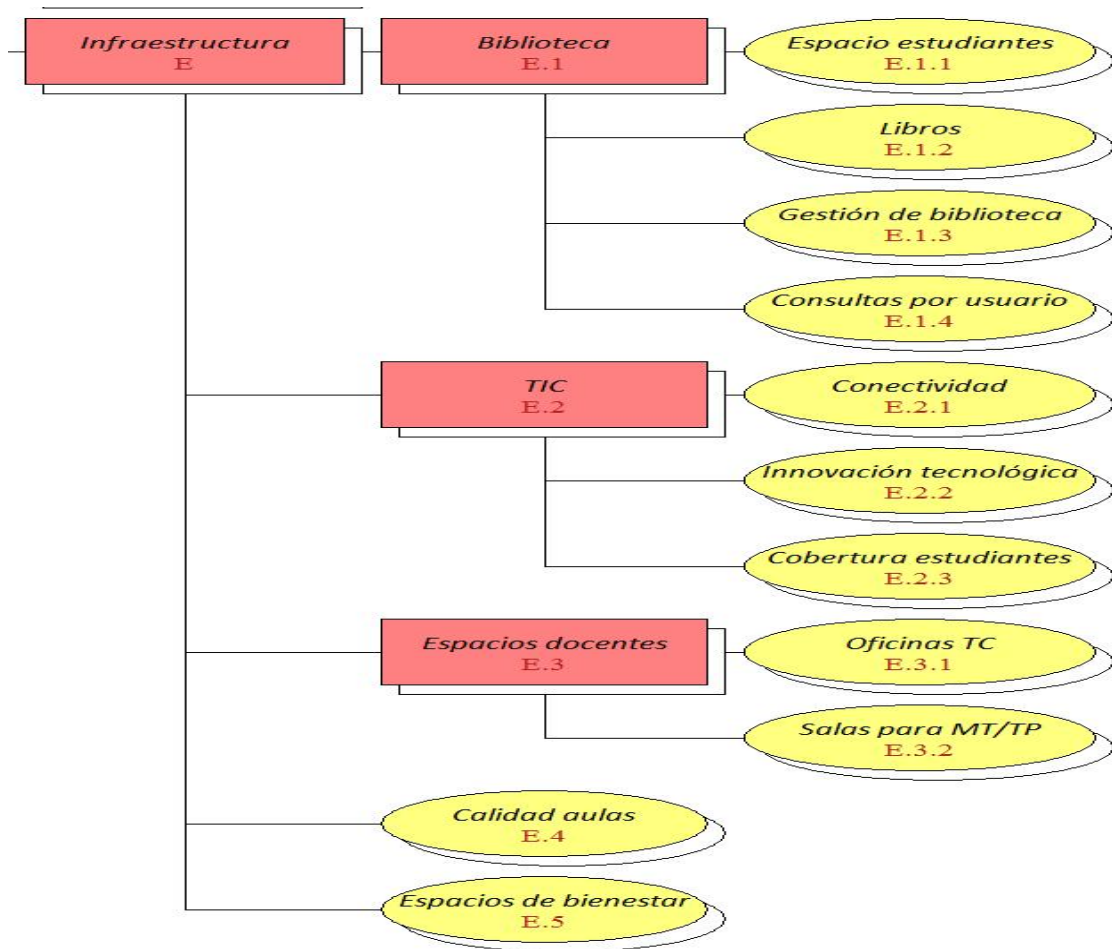 Infraestructura
E
Biblioteca
E.1
Espacio estudiantes
E.1.1
Libros
E.1.2
Gestión de biblioteca
E.1.3
Consultas por usuario
E.1.4
TIC
E.2
Conectividad
E.2.1
Innovación tecnológica
E.2.2
Cobertura estudiantes
E.2.3
Espacios docentes
E.3
Oficinas TC
E.3.1
Salas para MT/TP
E.3.2
Calidad aulas
E.4
Espacios de bienestar
E.5